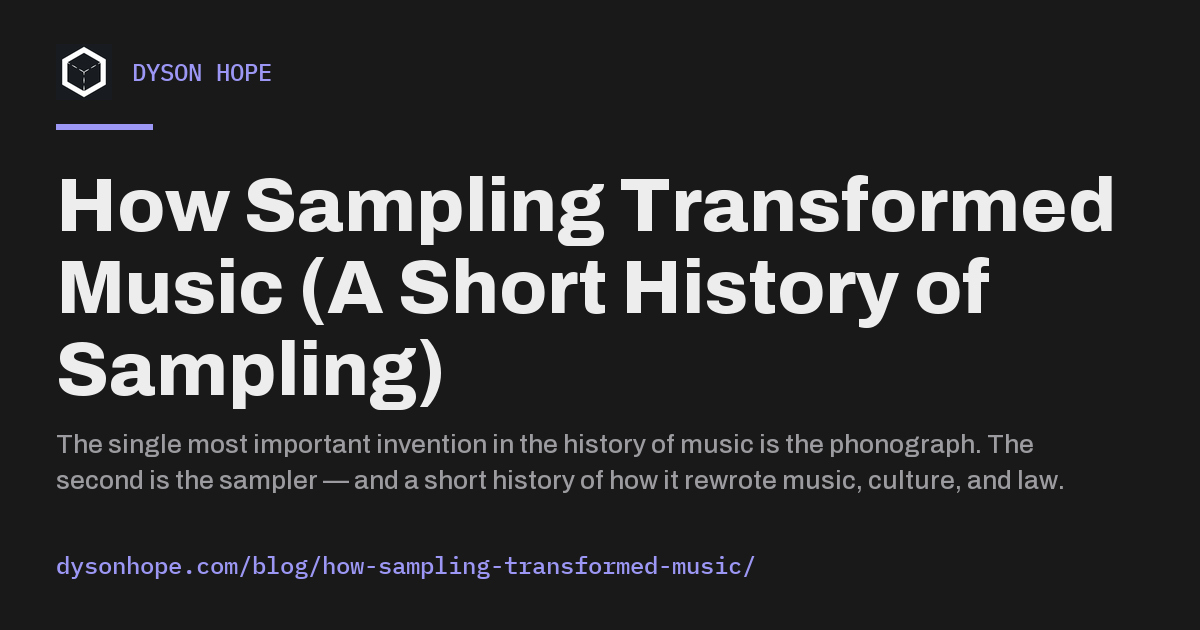 DYSON HOPE
How Sampling Transformed
Music (A Short History of
Sampling)
The single most important invention in the history of music is the phonograph. The
second is the sampler — and a short history of how it rewrote music, culture, and law.
dysonhope.com/blog/how-sampling-transformed-music/